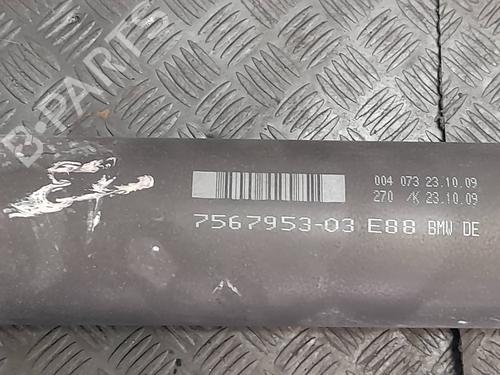 B-PARTS
004 073 23.10.09
270 /K 23.10.09
7567953-03 E88 BMW DE